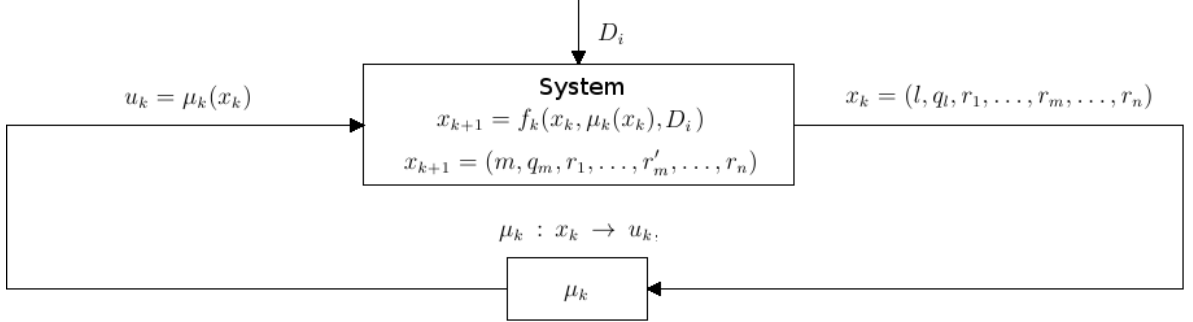 D_i
System
u_k = μ_k(x_k)
x_k = (l, q_l, r_1, . . . , r_m, . . . , r_n)
x_{k+1} = f_k(x_k, μ_k(x_k), D_i)
x_{k+1} = (m, q_m, r_1, . . . , r'_m, . . . , r_n)
μ_k : x_k → u_k.
μ_k